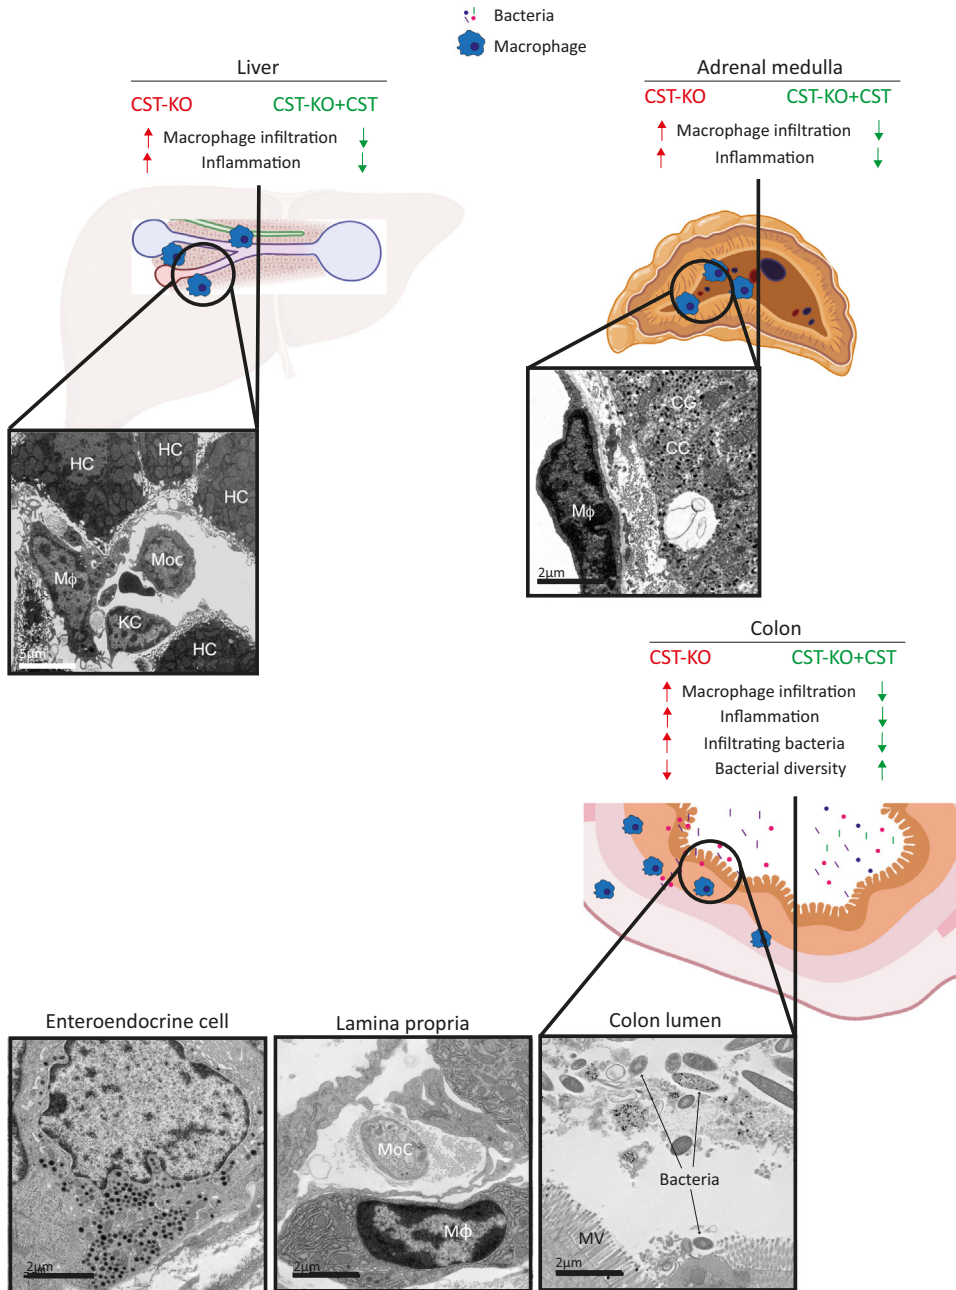 Bacteria
Macrophage
Liver
CST-KO CST-KO+CST
Macrophage infiltration
Inflammation
Adrenal medulla
CST-KO CST-KO+CST
Macrophage infiltration
Inflammation
HC
HC
HC
Mφ
Moc
KC
HC
5µm
CG
CC
Mφ
2µm
Colon
CST-KO CST-KO+CST
Macrophage infiltration
Inflammation
Infiltrating bacteria
Bacterial diversity
Enteroendocrine cell
2µm
Lamina propria
MoC
Mφ
2µm
Colon lumen
Bacteria
MV
2µm